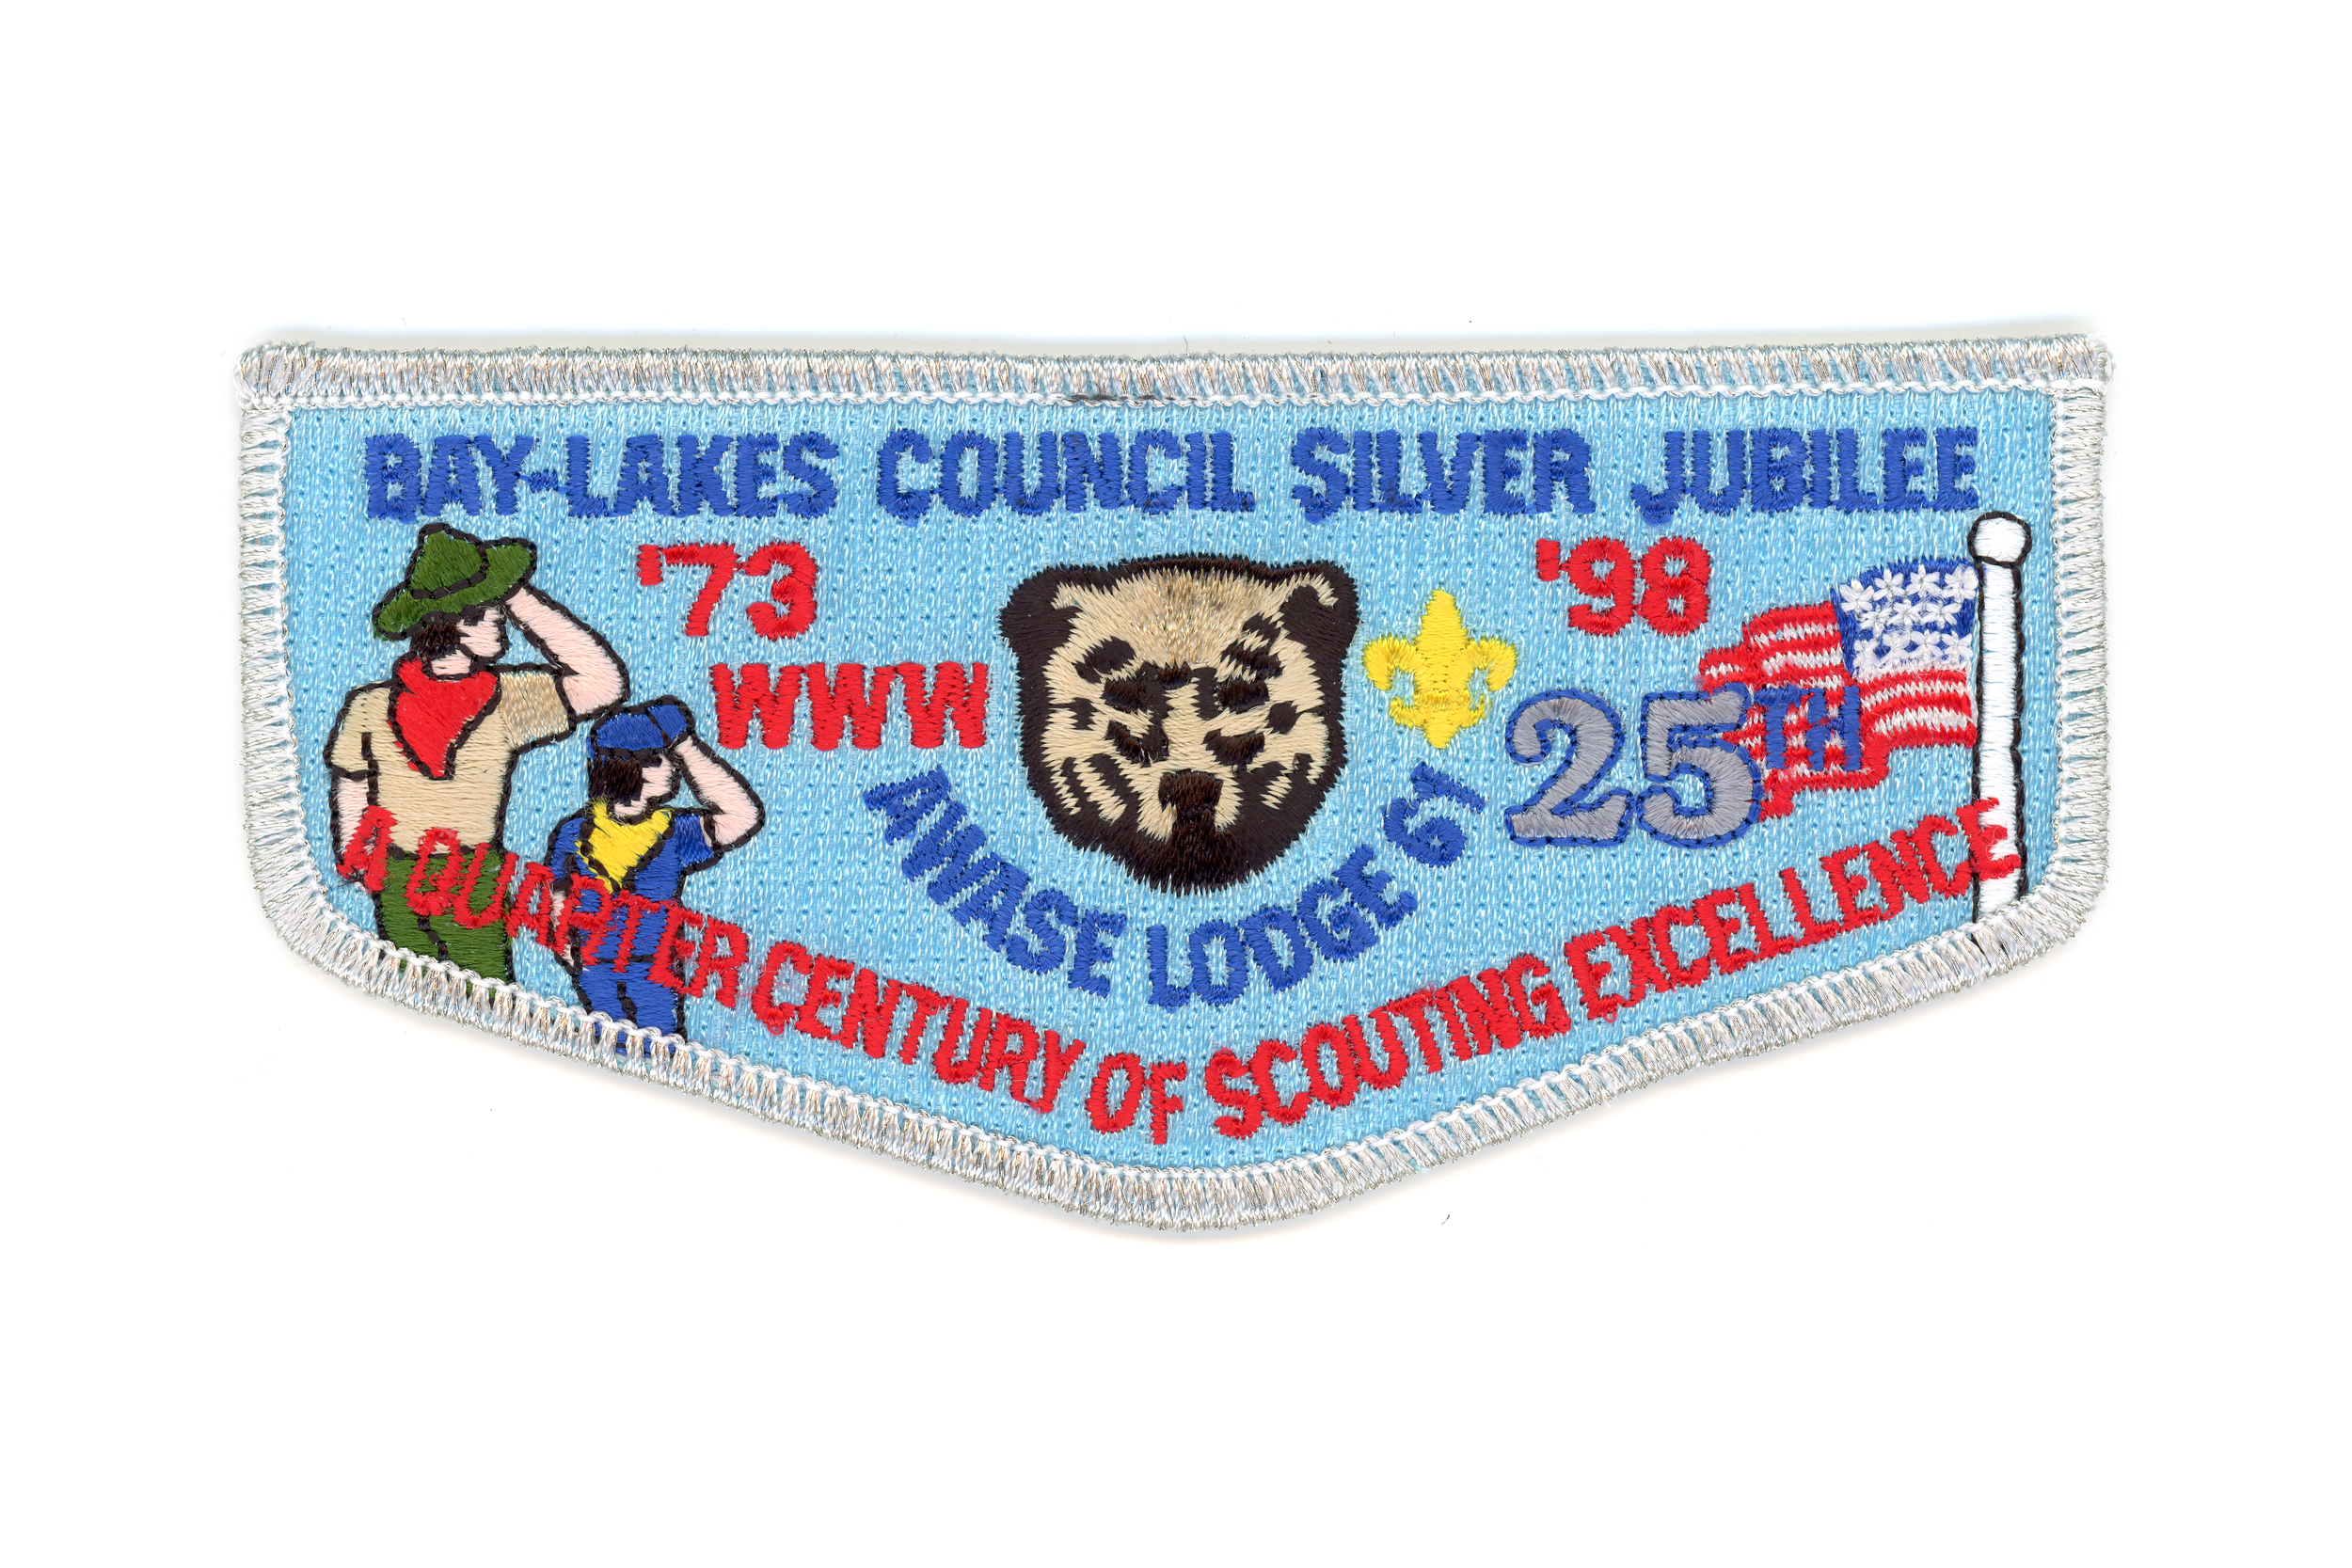 BAY-LAKES COUNCIL SILVER JUBILEE
'73
'98
WWW
25TH
AWASE LODGE 61
A QUARTER CENTURY OF SCOUTING EXCELLENCE